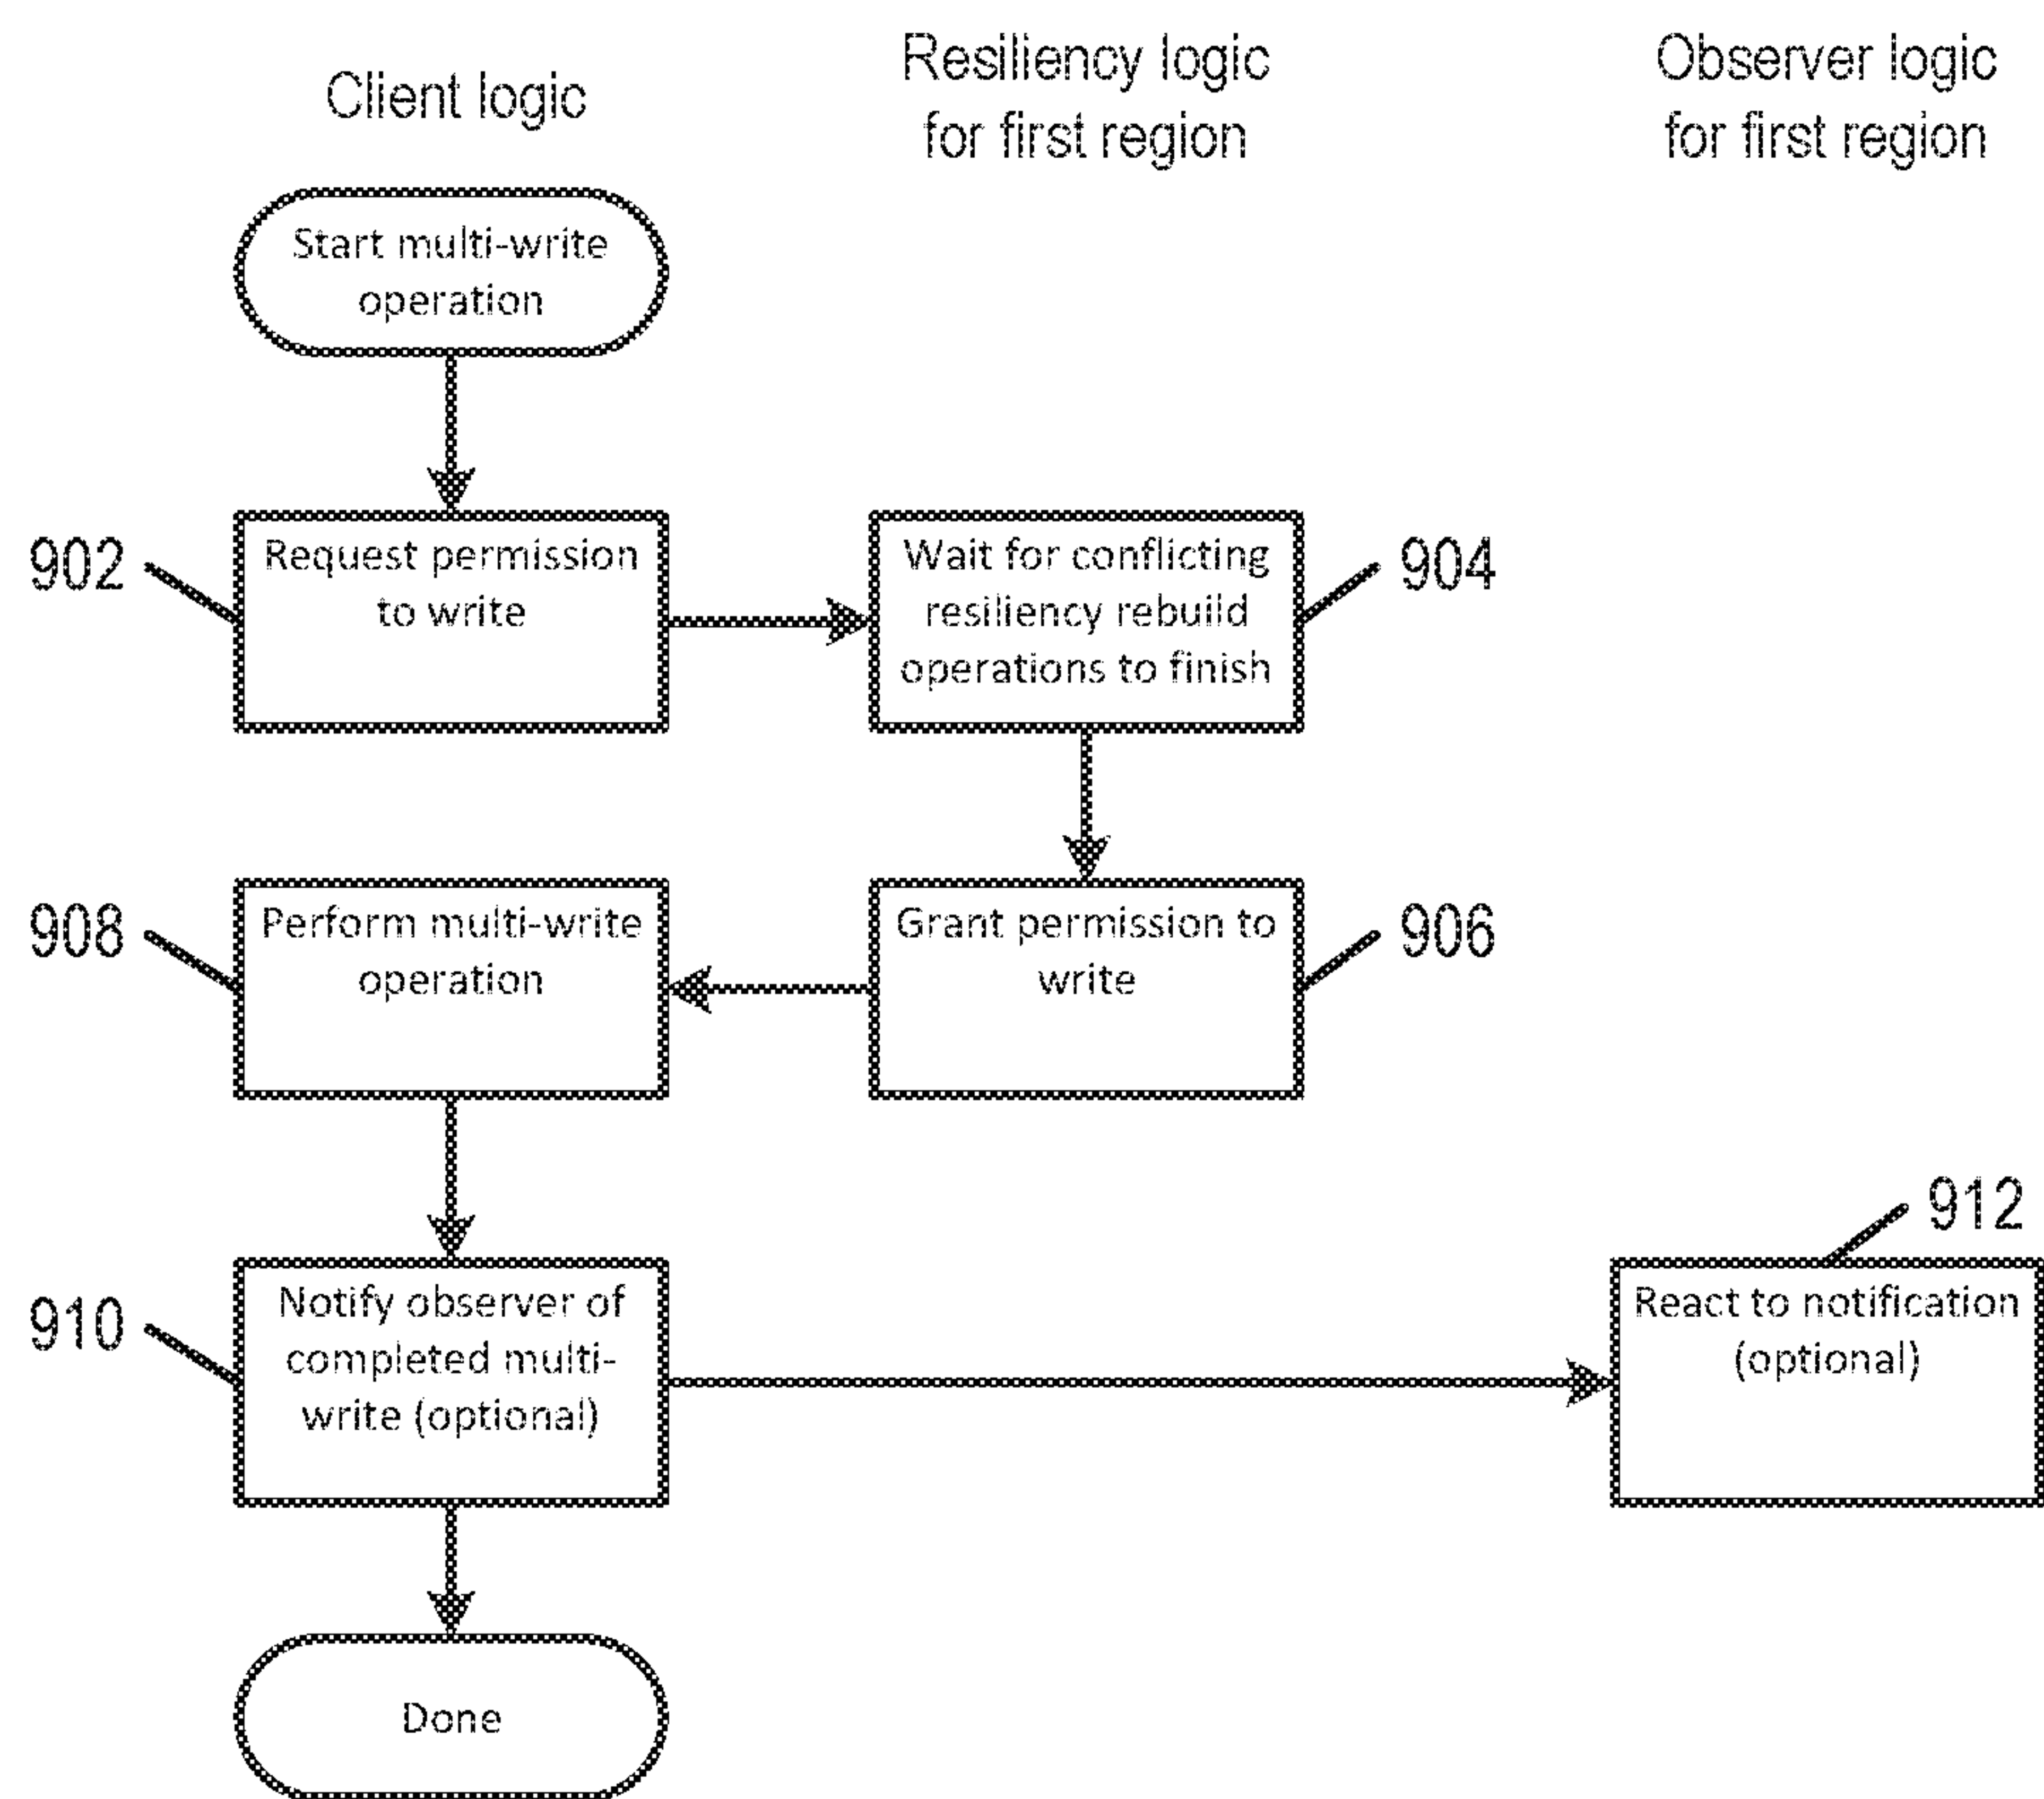 Client logic
Resiliency logic
for first region
Observer logic
for first region
Start multi-write
operation
902
Request permission
to write
Wait for conflicting
resiliency rebuild
operations to finish
904
908
Perform multi-write
operation
Grant permission to
write
906
910
Notify observer of
completed multi-
write (optional)
912
React to notification
(optional)
Done